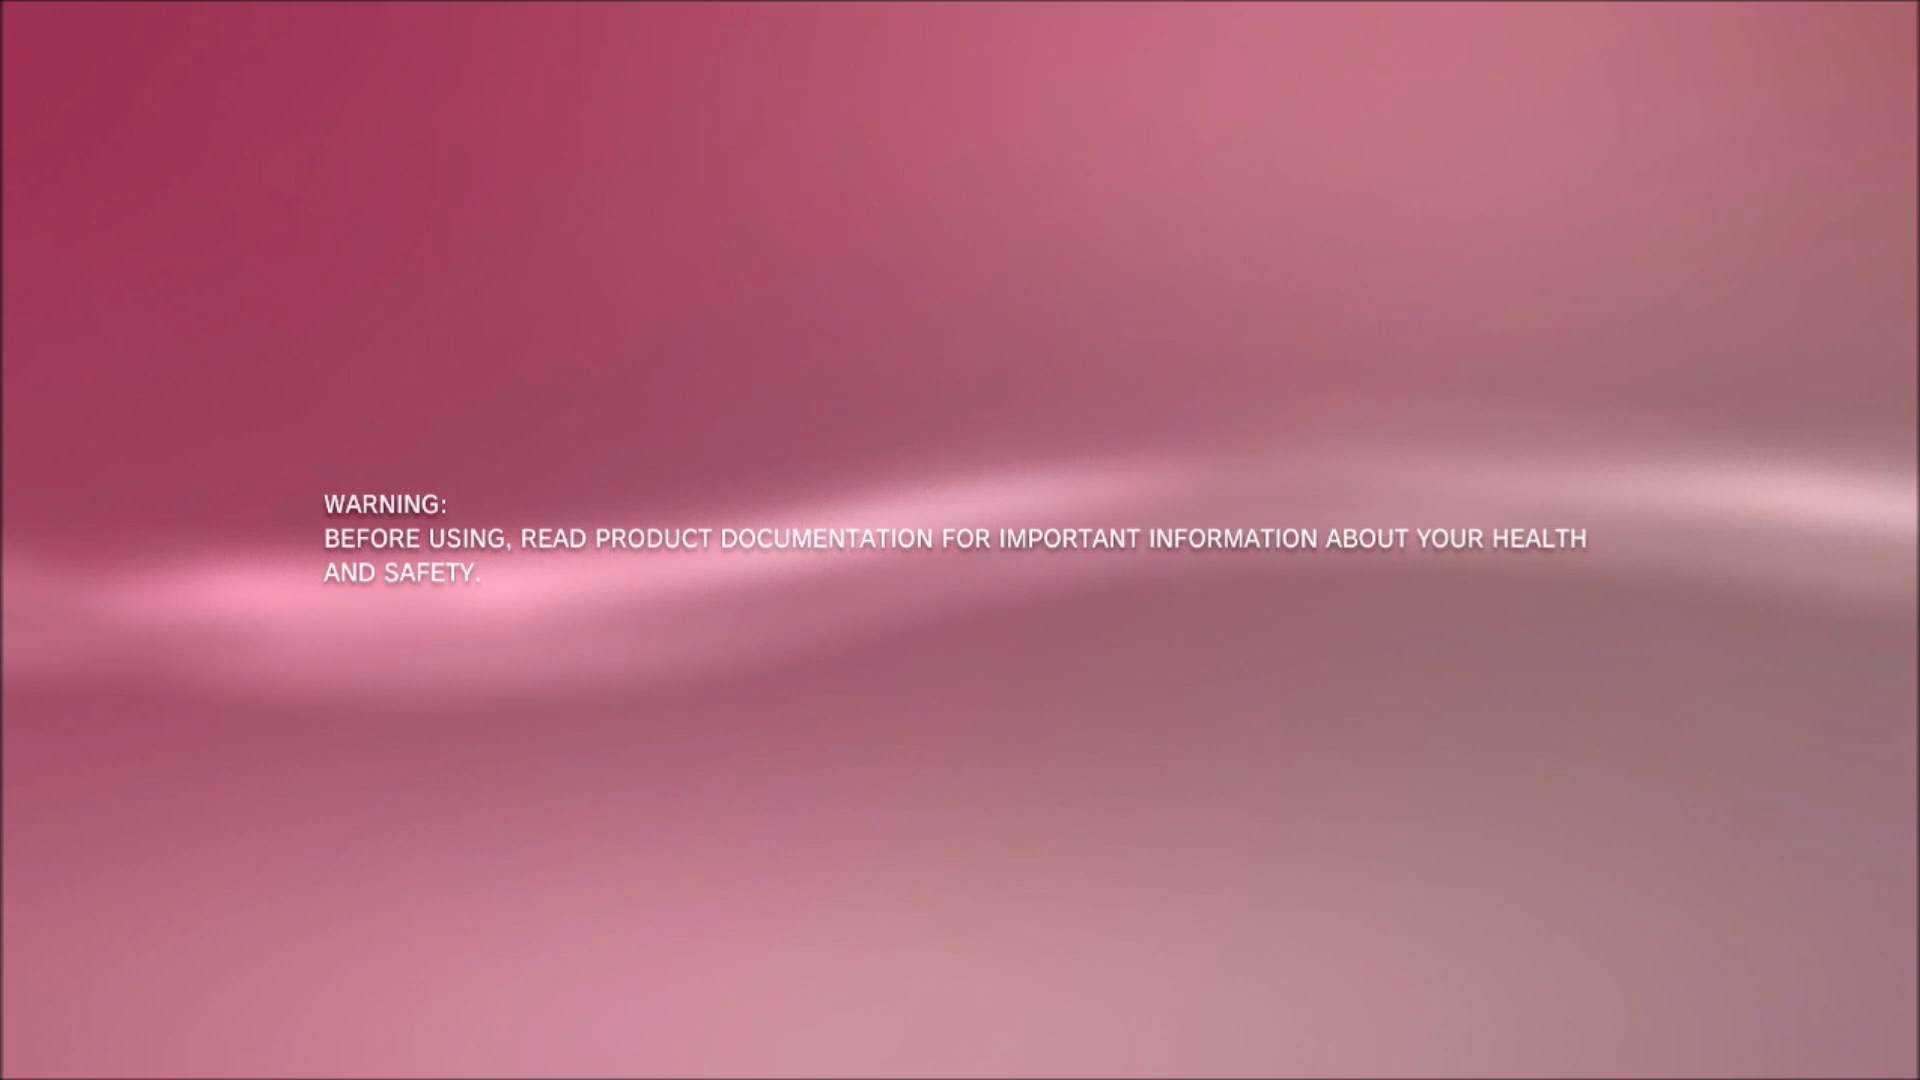 WARNING:
BEFORE USING, READ PRODUCT DOCUMENTATION FOR IMPORTANT INFORMATION ABOUT YOUR HEALTH
AND SAFETY.